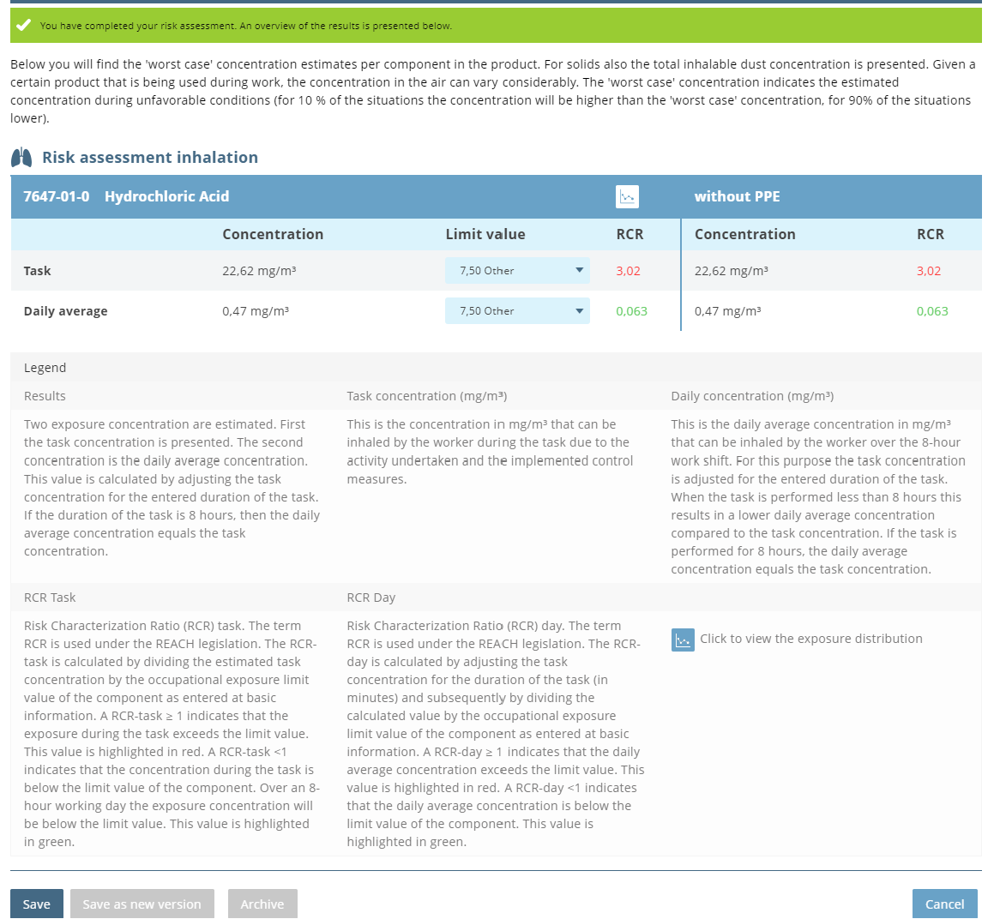 You have completed your risk assessment. An overview of the results is presented below.
Below you will find the 'worst case' concentration estimates per component in the product. For solids also the total inhalable dust concentration is presented. Given a
certain product that is being used during work, the concentration in the air can vary considerably. The 'worst case' concentration indicates the estimated
concentration during unfavorable conditions (for 10 % of the situations the concentration will be higher than the 'worst case' concentration, for 90% of the situations
lower).
Risk assessment inhalation
7647-01-0 Hydrochloric Acid without PPE
Concentration Limit value RCR Concentration RCR
Task 22,62 mg/m³ 7,50 Other 3,02 22,62 mg/m³ 3,02
Daily average 0,47 mg/m³ 7,50 Other 0,063 0,47 mg/m³ 0,063
Legend
Results
Two exposure concentration are estimated. First
the task concentration is presented. The second
concentration is the daily average concentration.
This value is calculated by adjusting the task
concentration for the entered duration of the task.
If the duration of the task is 8 hours, then the daily
average concentration equals the task
concentration.
Task concentration (mg/m³)
This is the concentration in mg/m³ that can be
inhaled by the worker during the task due to the
activity undertaken and the implemented control
measures.
Daily concentration (mg/m³)
This is the daily average concentration in mg/m³
that can be inhaled by the worker over the 8-hour
work shift. For this purpose the task concentration
is adjusted for the entered duration of the task.
When the task is performed less than 8 hours this
results in a lower daily average concentration
compared to the task concentration. If the task is
performed for 8 hours, the daily average
concentration equals the task concentration.
RCR Task
Risk Characterization Ratio (RCR) task. The term
RCR is used under the REACH legislation. The RCR-
task is calculated by dividing the estimated task
concentration by the occupational exposure limit
value of the component as entered at basic
information. A RCR-task ≥ 1 indicates that the
exposure during the task exceeds the limit value.
This value is highlighted in red. A RCR-task <1
indicates that the concentration during the task is
below the limit value of the component. Over an 8-
hour working day the exposure concentration will
be below the limit value. This value is highlighted
in green.
RCR Day
Risk Characterization Ratio (RCR) day. The term
RCR is used under the REACH legislation. The RCR-
day is calculated by adjusting the task
concentration for the duration of the task (in
minutes) and subsequently by dividing the
calculated value by the occupational exposure
limit value of the component as entered at basic
information. A RCR-day ≥ 1 indicates that the daily
average concentration exceeds the limit value. This
value is highlighted in red. A RCR-day <1 indicates
that the daily average concentration is below the
limit value of the component. This value is
highlighted in green.
Click to view the exposure distribution
Save Save as new version Archive Cancel